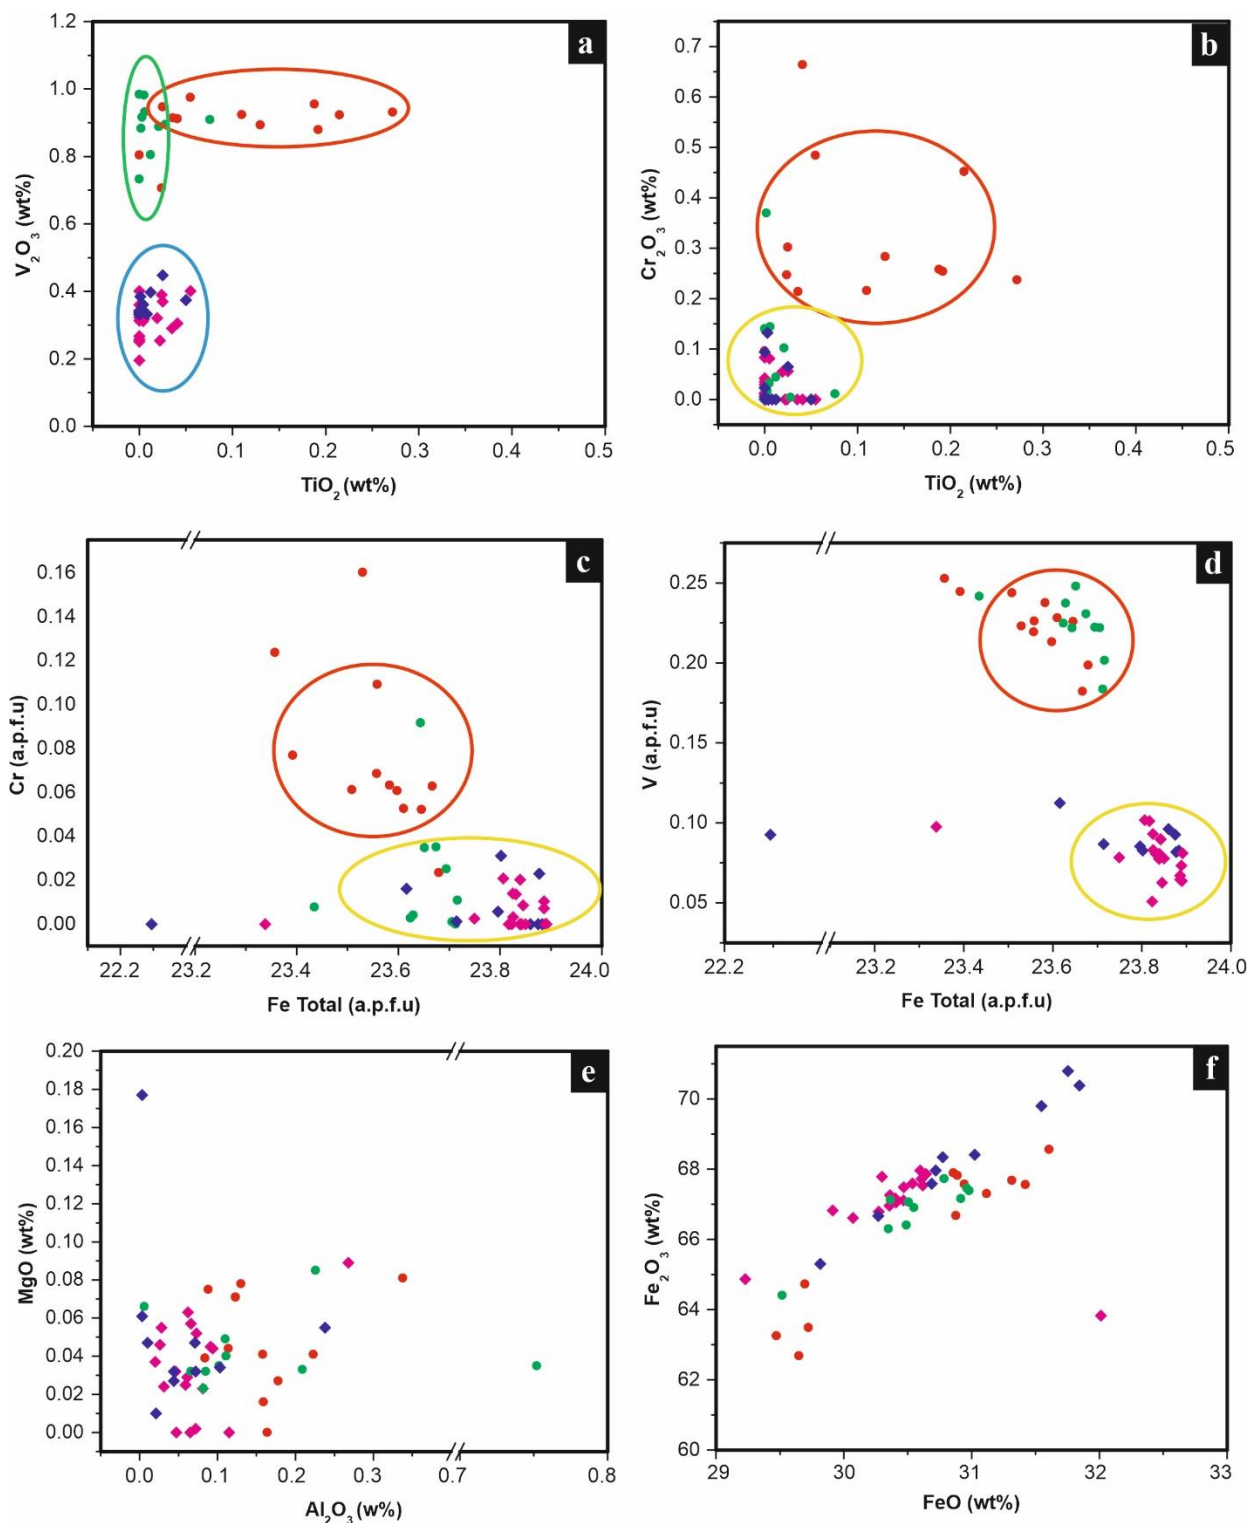 a
1.2
1.0
0.8
0.6
0.4
0.2
0.0
V2O3 (wt%)
0.0 0.1 0.2 0.3 0.4 0.5
TiO2 (wt%)
b
0.7
0.6
0.5
0.4
0.3
0.2
0.1
0.0
Cr2O3 (wt%)
0.0 0.1 0.2 0.3 0.4 0.5
TiO2 (wt%)
c
0.16
0.14
0.12
0.10
0.08
0.06
0.04
0.02
0.00
Cr (a.p.f.u)
22.2 23.2 23.4 23.6 23.8 24.0
Fe Total (a.p.f.u)
d
0.25
0.20
0.15
0.10
0.05
V (a.p.f.u)
22.2 23.2 23.4 23.6 23.8 24.0
Fe Total (a.p.f.u)
e
0.20
0.18
0.16
0.14
0.12
0.10
0.08
0.06
0.04
0.02
0.00
MgO (wt%)
0.0 0.1 0.2 0.3 0.7 0.8
Al2O3 (w%)
f
70
68
66
64
62
60
Fe2O3 (wt%)
29 30 31 32 33
FeO (wt%)